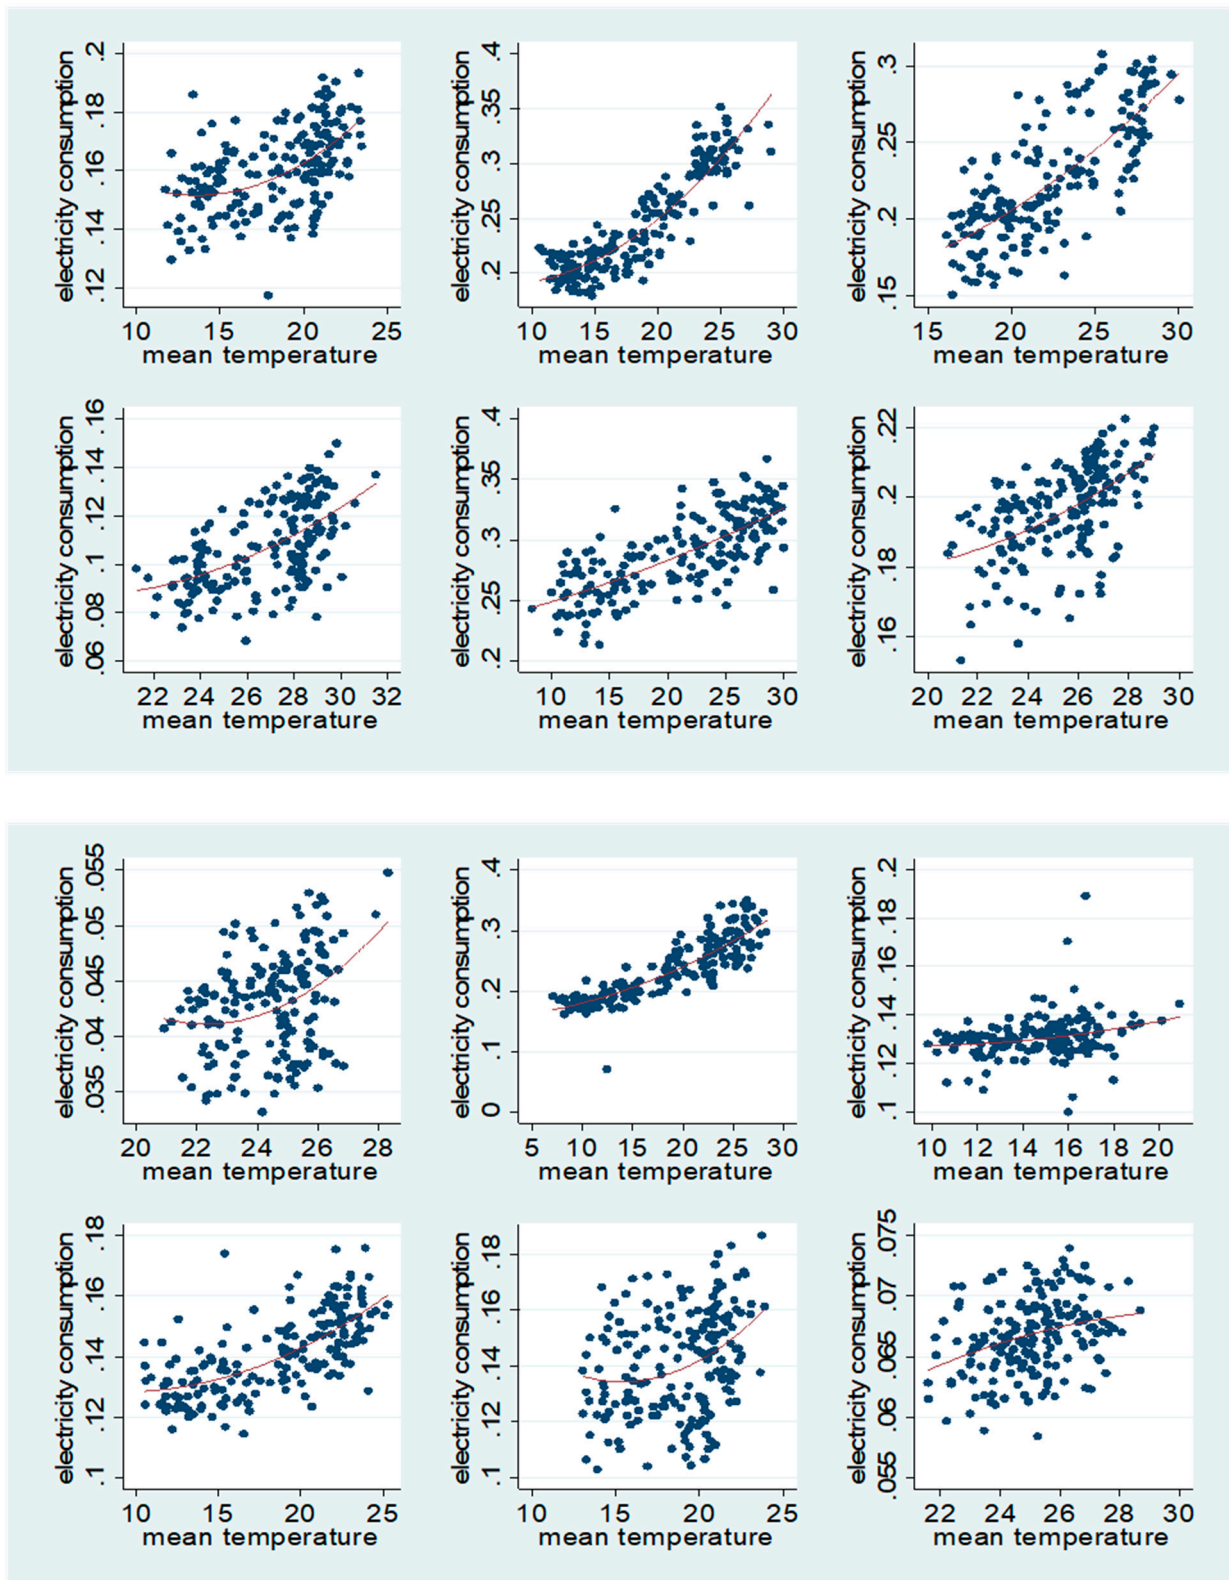 electricity consumption
.12 .14 .16 .18 .2
10 15 20 25
mean temperature
electricity consumption
.2 .25 .3 .35 .4
10 15 20 25 30
mean temperature
electricity consumption
.15 .2 .25 .3
15 20 25 30
mean temperature
electricity consumption
.06 .08 .1 .12 .14 .16
22 24 26 28 30 32
mean temperature
electricity consumption
.2 .25 .3 .35 .4
10 15 20 25 30
mean temperature
electricity consumption
.16 .18 .2 .22
20 22 24 26 28 30
mean temperature
electricity consumption
.035 .04 .045 .05 .055
20 22 24 26 28
mean temperature
electricity consumption
0 .1 .2 .3 .4
5 10 15 20 25 30
mean temperature
electricity consumption
.1 .12 .14 .16 .18 .2
10 12 14 16 18 20
mean temperature
electricity consumption
.1 .12 .14 .16 .18
10 15 20 25
mean temperature
electricity consumption
.1 .12 .14 .16 .18
10 15 20 25
mean temperature
electricity consumption
.055 .06 .065 .07 .075
22 24 26 28 30
mean temperature